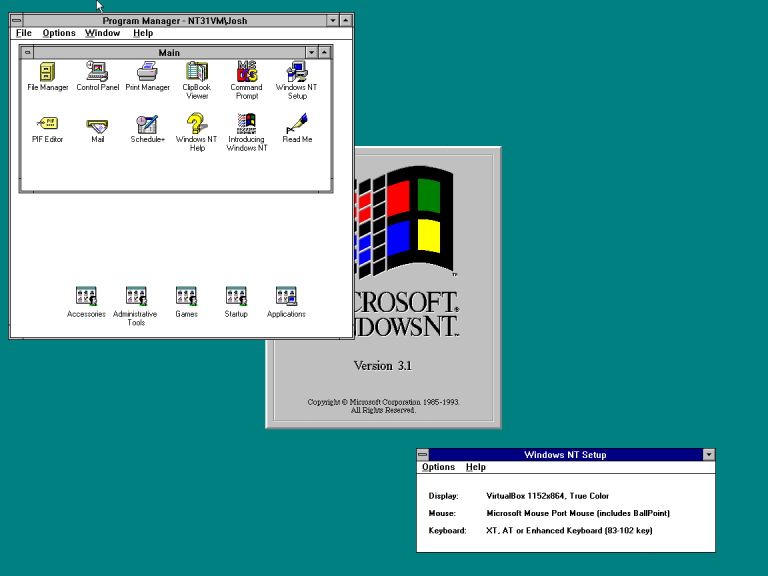 Program Manager - NT31VM\Josh
File Options Window Help
Main
File Manager Control Panel Print Manager ClipBook Viewer Command Prompt Windows NT Setup
PIF Editor Mail Schedule+ Windows NT Help Introducing Windows NT Read Me
Accessories Administrative Tools Games Startup Applications
CROSOFT®
DOWS NT™
Version 3.1
Copyright © Microsoft Corporation 1985-1993.
All Rights Reserved.
Windows NT Setup
Options Help
Display: VirtualBox 1152x864, True Color
Mouse: Microsoft Mouse Port Mouse (includes BallPoint)
Keyboard: XT, AT or Enhanced Keyboard (83-102 key)